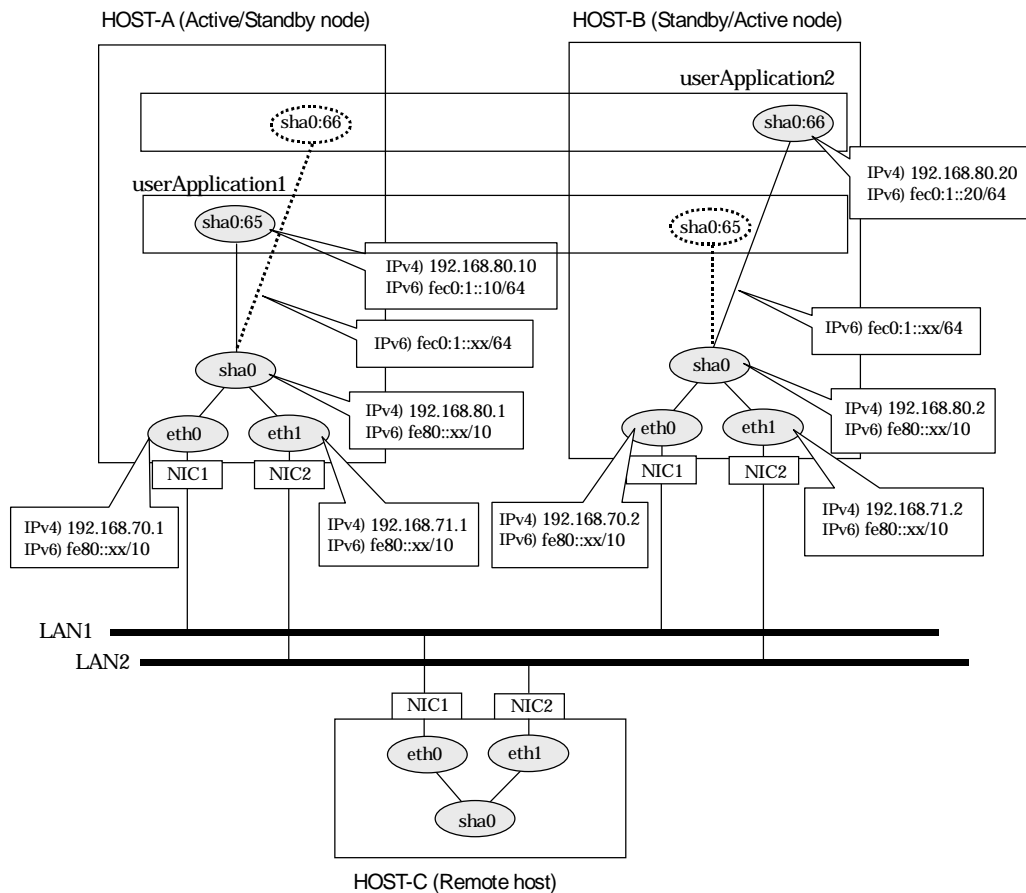 HOST-A (Active/Standby node)
HOST-B (Standby/Active node)
userApplication2
sha0:66
sha0:66
IPv4) 192.168.80.20
IPv6) fec0:1::20/64
userApplication1
sha0:65
sha0:65
IPv4) 192.168.80.10
IPv6) fec0:1::10/64
IPv6) fec0:1::xx/64
IPv6) fec0:1::xx/64
sha0
sha0
IPv4) 192.168.80.1
IPv6) fe80::xx/10
IPv4) 192.168.80.2
IPv6) fe80::xx/10
eth0
eth1
eth0
eth1
NIC1
NIC2
NIC1
NIC2
IPv4) 192.168.70.1
IPv6) fe80::xx/10
IPv4) 192.168.71.1
IPv6) fe80::xx/10
IPv4) 192.168.70.2
IPv6) fe80::xx/10
IPv4) 192.168.71.2
IPv6) fe80::xx/10
LAN1
LAN2
NIC1
NIC2
eth0
eth1
sha0
HOST-C (Remote host)